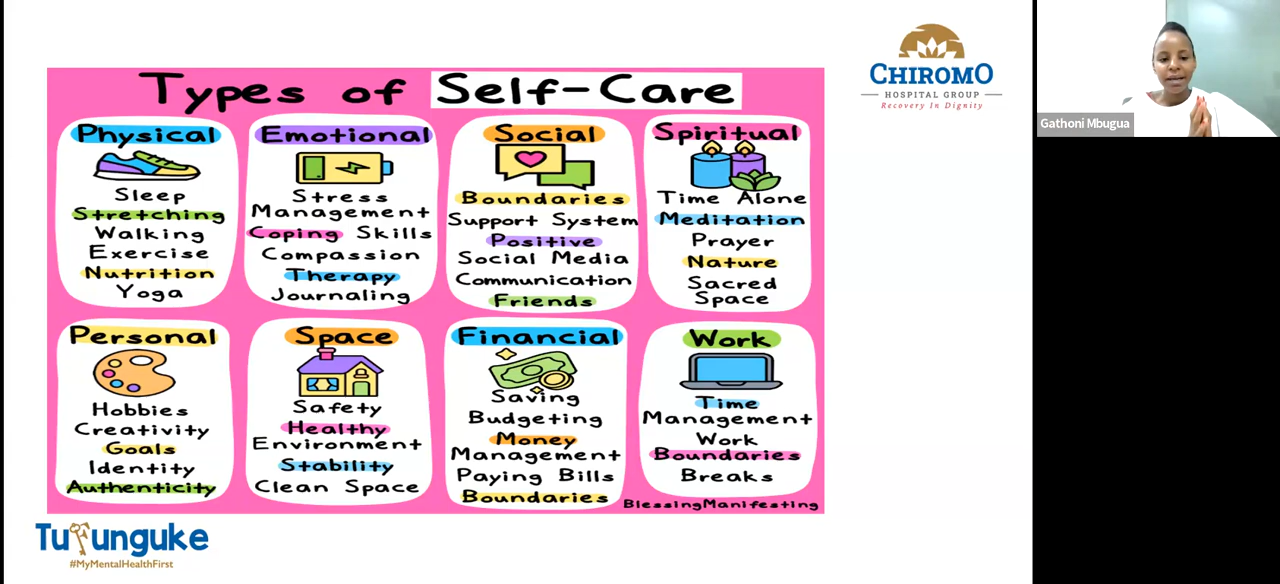 Types of Self-Care
Physical
Sleep
Stretching
Walking
Exercise
Nutrition
Yoga
Emotional
Stress
Management
Coping Skills
Compassion
Therapy
Journaling
Social
Boundaries
Support System
Positive
Social Media
Communication
Friends
Spiritual
Time Alone
Meditation
Prayer
Nature
Sacred
Space
Personal
Hobbies
Creativity
Goals
Identity
Authenticity
Space
Safety
Healthy
Environment
Stability
Clean Space
Financial
Saving
Budgeting
Money
Management
Paying Bills
Boundaries
Work
Time
Management
Work
Boundaries
Breaks
BlessingManifesting
CHIROMO
HOSPITAL GROUP
Recovery In Dignity
Gathoni Mbugua
Tufunguke
#MyMentalHealthFirst